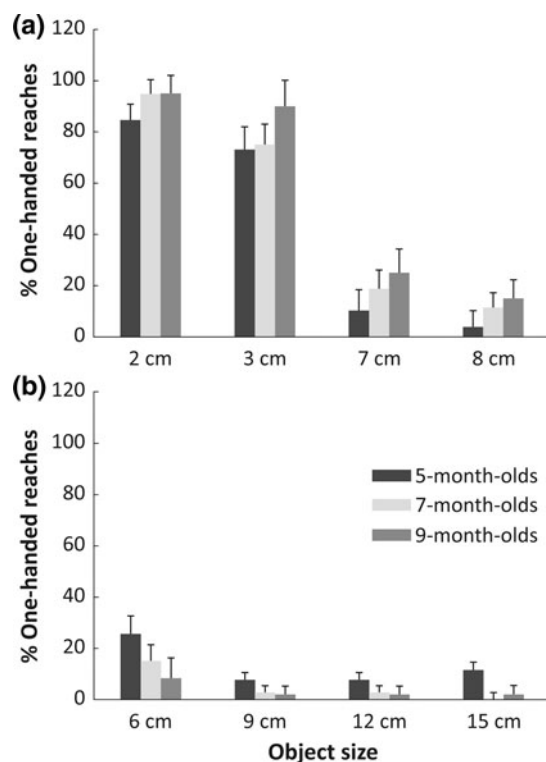 (a)
% One-handed reaches
120
100
80
60
40
20
0
2 cm 3 cm 7 cm 8 cm
(b)
% One-handed reaches
120
100
80
60
40
20
0
5-month-olds
7-month-olds
9-month-olds
6 cm 9 cm 12 cm 15 cm
Object size